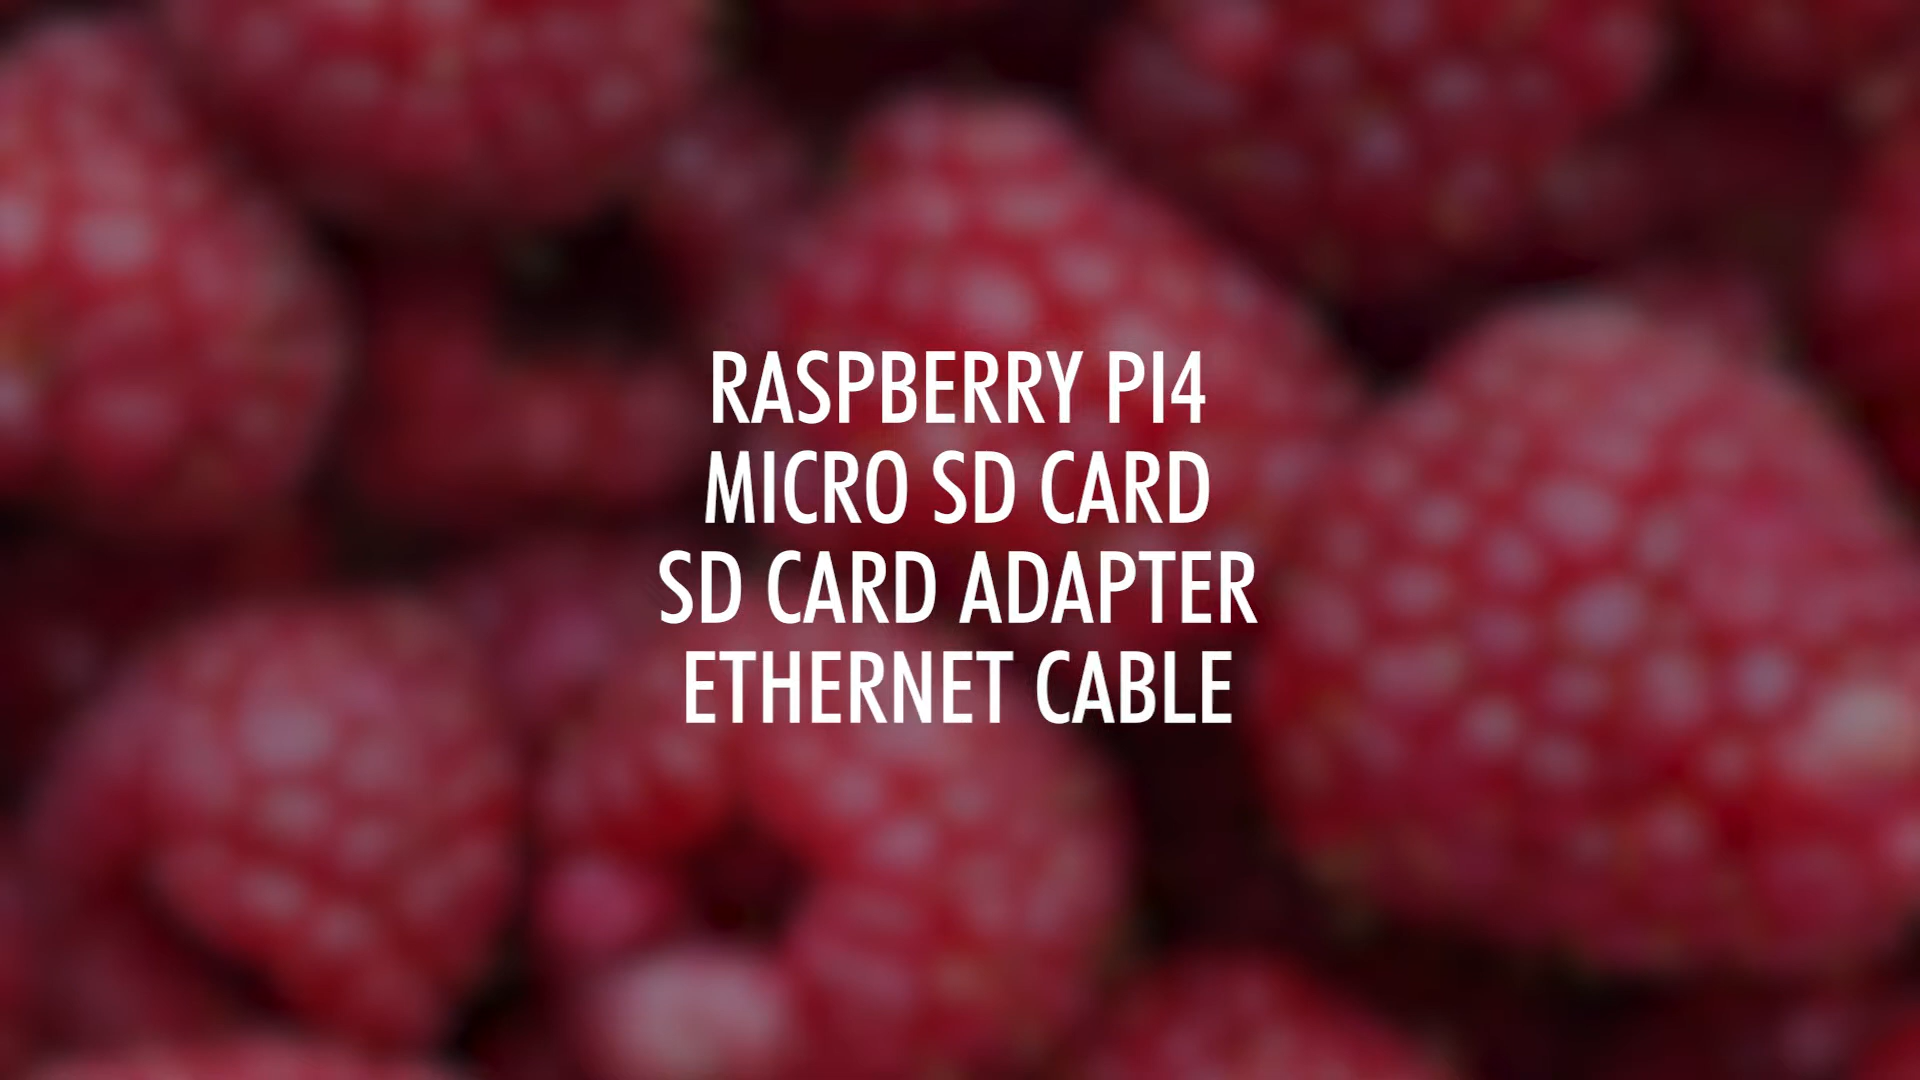 RASPBERRY PI4
MICRO SD CARD
SD CARD ADAPTER
ETHERNET CABLE